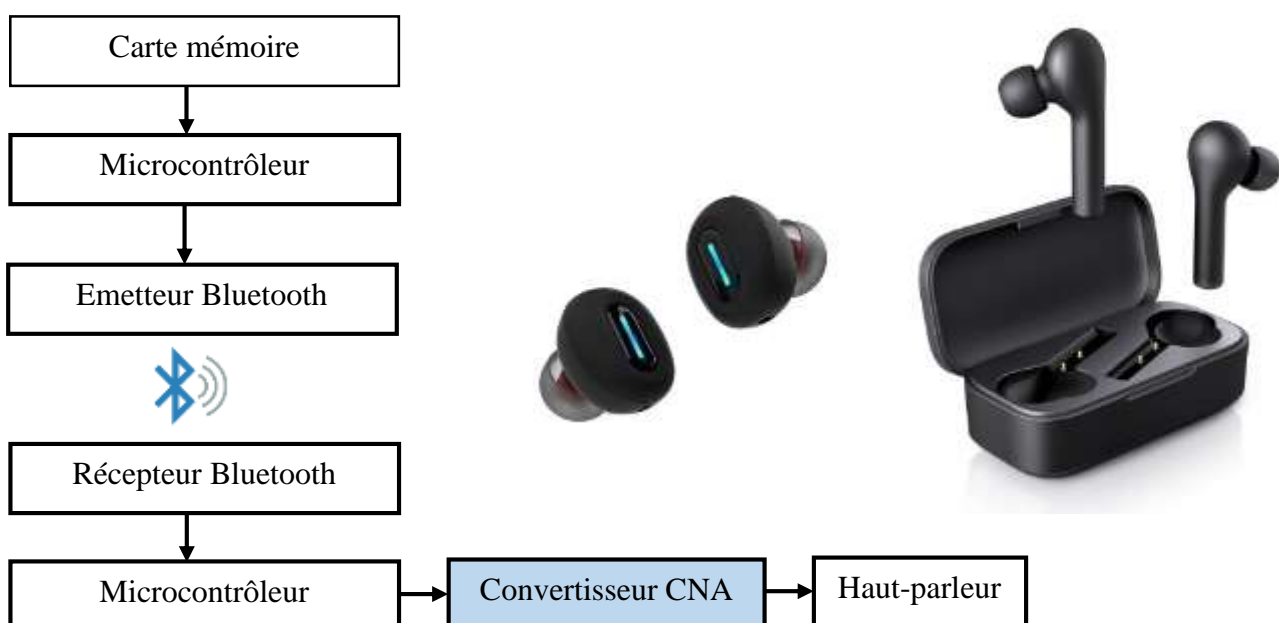 Carte mémoire
Microcontrôleur
Emetteur Bluetooth
Récepteur Bluetooth
Microcontrôleur
Convertisseur CNA
Haut-parleur